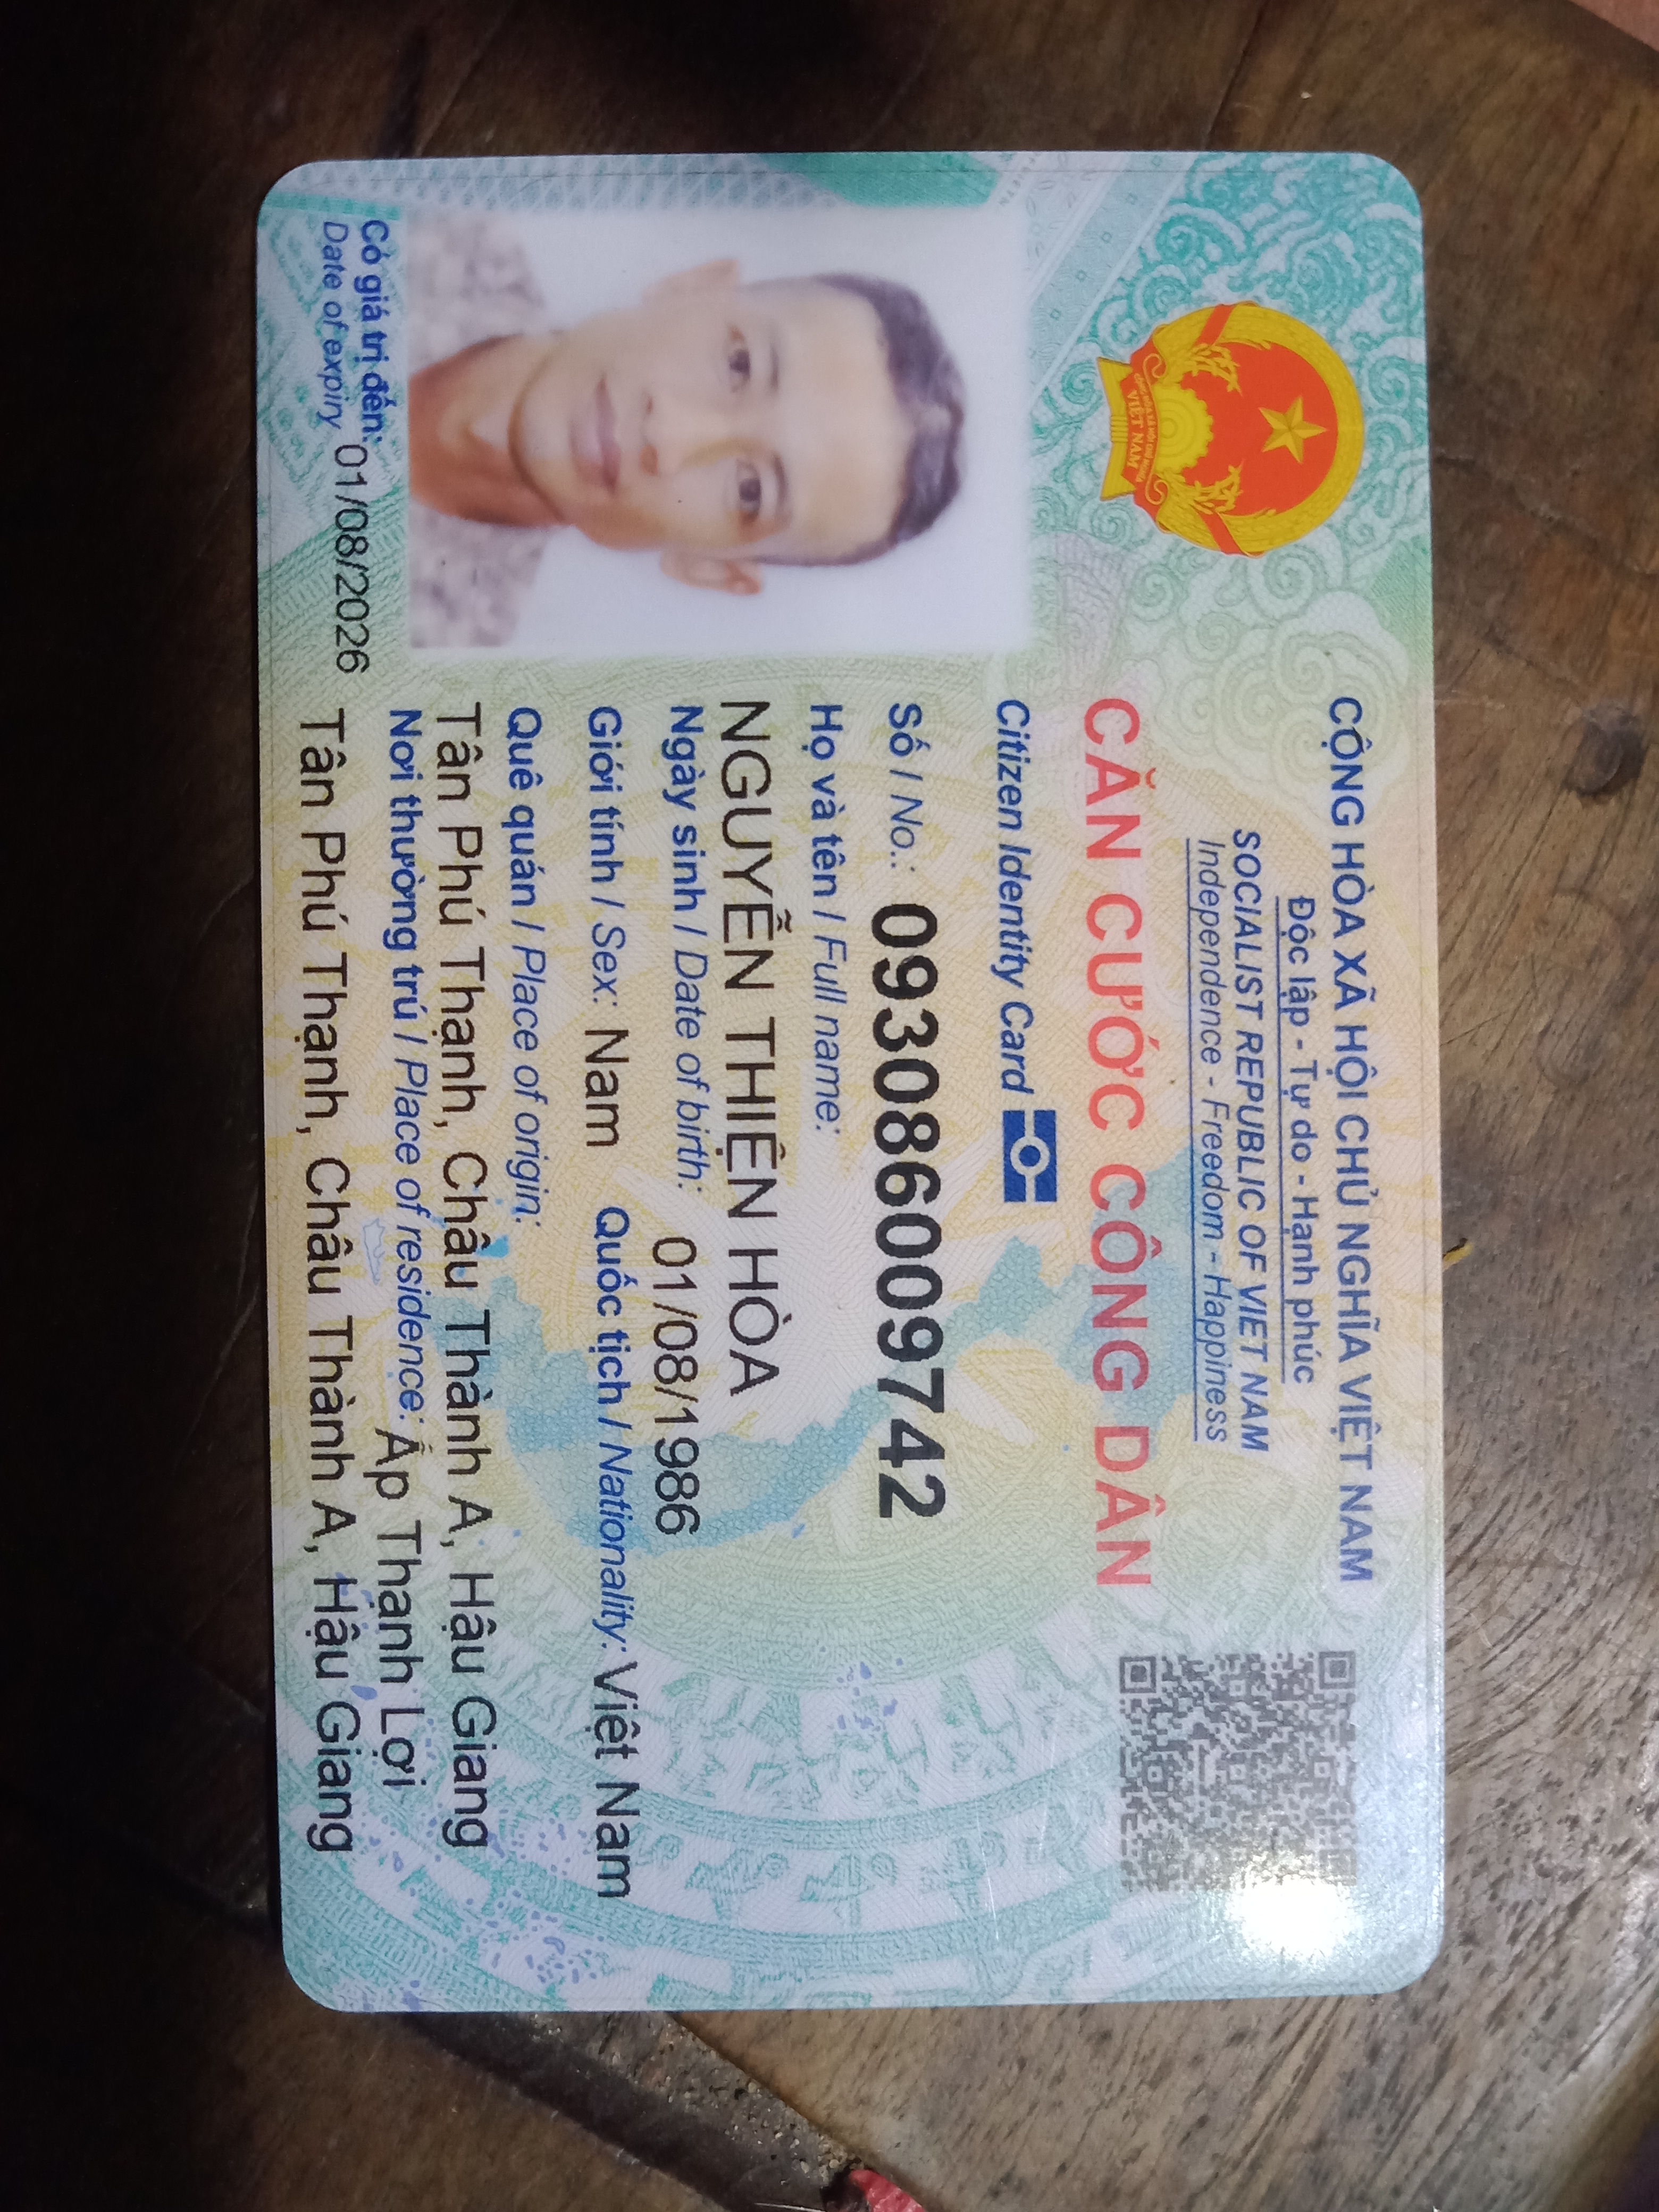 CỘNG HÒA XÃ HỘI CHỦ NGHĨA VIỆT NAM
Độc lập - Tự do - Hạnh phúc
SOCIALIST REPUBLIC OF VIET NAM
Independence - Freedom - Happiness
CĂN CƯỚC CÔNG DÂN
Citizen Identity Card
Số / No.: 093086009742
Họ và tên / Full name:
NGUYỄN THIỆN HÒA
Ngày sinh / Date of birth: 01/08/1986
Giới tính / Sex: Nam Quốc tịch / Nationality: Việt Nam
Quê quán / Place of origin:
Tân Phú Thạnh, Châu Thành A, Hậu Giang
Nơi thường trú / Place of residence: Ấp Thạnh Lợi
Tân Phú Thạnh, Châu Thành A, Hậu Giang
Có giá trị đến: 01/08/2026
Date of expiry
VIỆT NAM